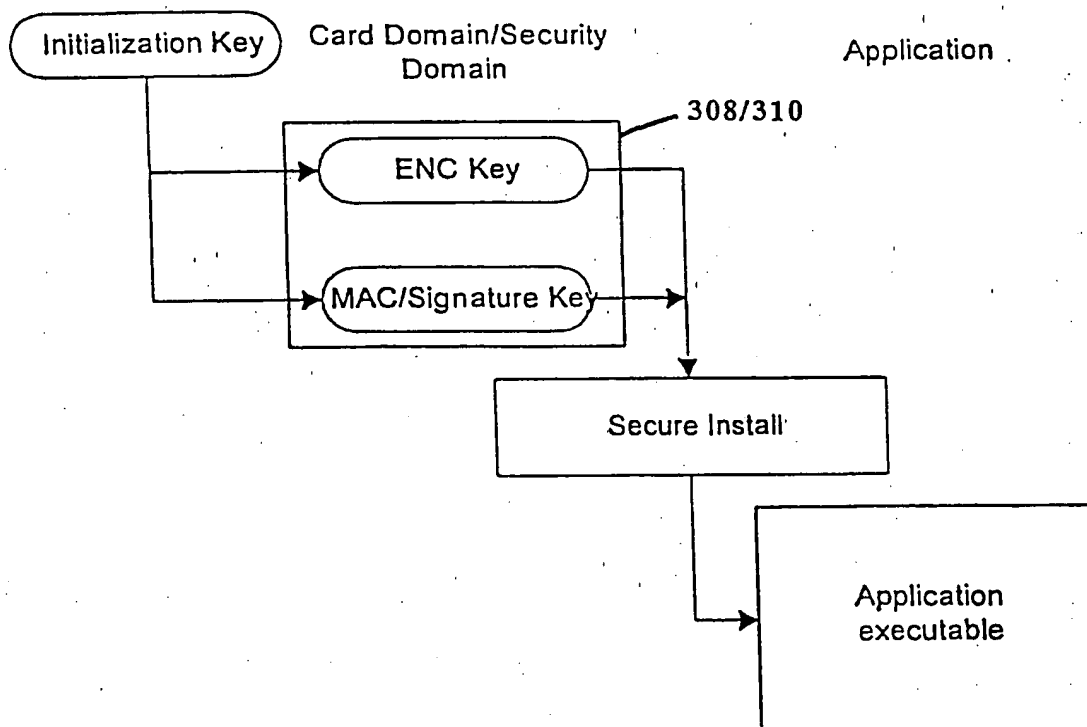 Initialization Key
Card Domain/Security
Domain
Application
308/310
ENC Key
MAC/Signature Key
Secure Install
Application
executable